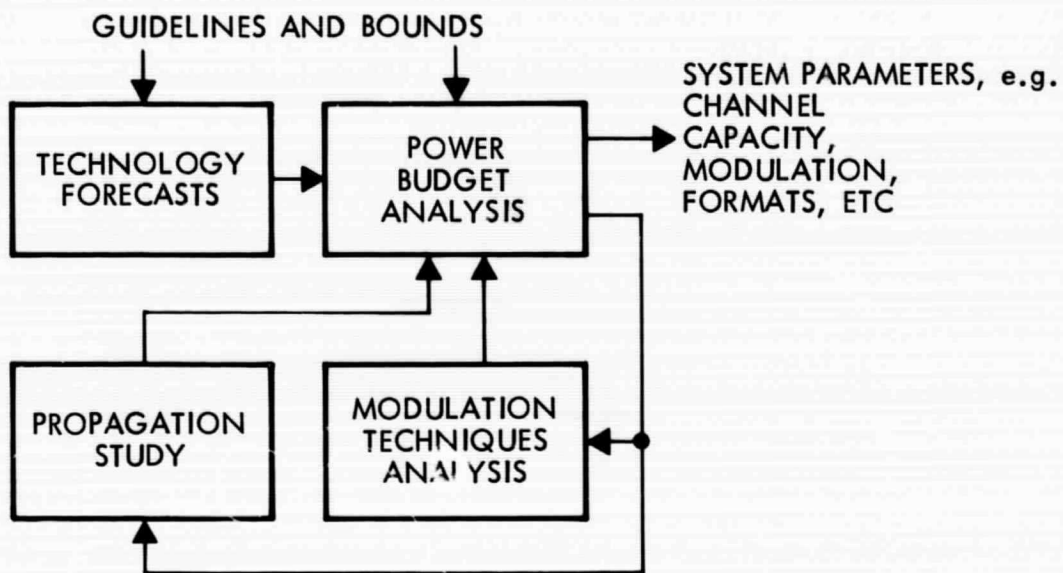 GUIDELINES AND BOUNDS
SYSTEM PARAMETERS, e.g.
CHANNEL
CAPACITY,
MODULATION,
FORMATS, ETC
TECHNOLOGY
FORECASTS
POWER
BUDGET
ANALYSIS
PROPAGATION
STUDY
MODULATION
TECHNIQUES
ANALYSIS